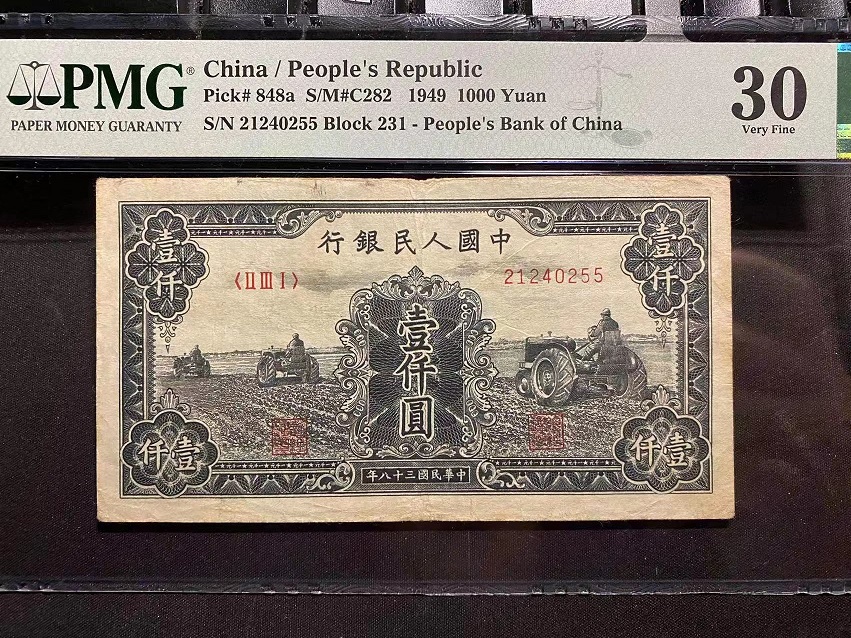 PMG®
PAPER MONEY GUARANTY
China / People's Republic
Pick# 848a S/M#C282 1949 1000 Yuan
S/N 21240255 Block 231 - People's Bank of China
30
Very Fine
行銀民人國中
壹仟
壹仟
〈II III I〉
21240255
壹仟圓
仟壹
仟壹
年八十三國民華中